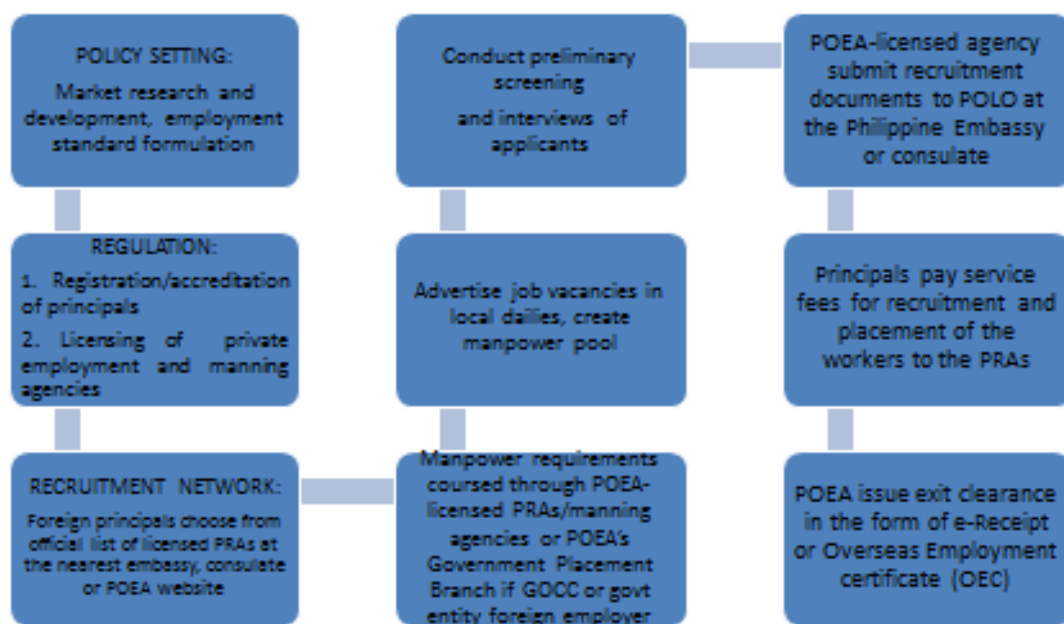 POLICY SETTING:
Market research and
development, employment
standard formulation
REGULATION:
1. Registration/accreditation
of principals
2. Licensing of private
employment and manning
agencies
RECRUITMENT NETWORK:
Foreign principals choose from
official list of licensed PRAs at
the nearest embassy, consulate
or POEA website
Manpower requirements
coursed through POEA-
licensed PRAs/manning
agencies or POEA's
Government Placement
Branch if GOCC or govt
entity foreign employer
Advertise job vacancies in
local dailies, create
manpower pool
Conduct preliminary
screening
and interviews of
applicants
POEA-licensed agency
submit recruitment
documents to POLO at
the Philippine Embassy
or consulate
Principals pay service
fees for recruitment and
placement of the
workers to the PRAs
POEA issue exit clearance
in the form of e-Receipt
or Overseas Employment
certificate (OEC)